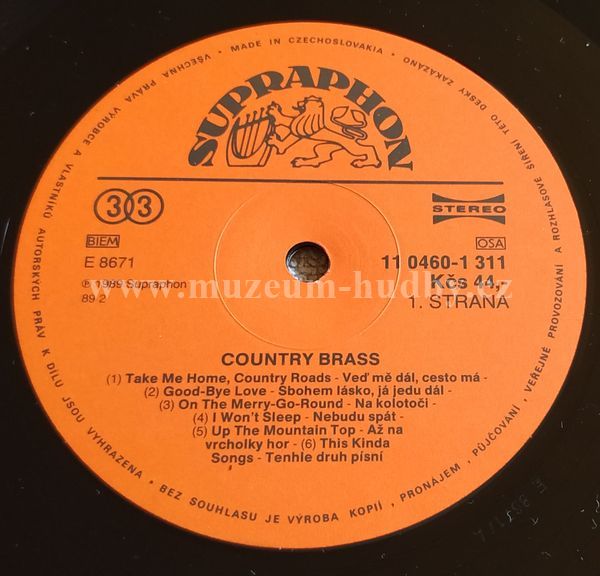 VŠECHNA PRÁVA VÝROBCE A VLASTNÍKŮ AUTORSKÝCH PRÁV K DÍLU JSOU VYHRAZENA • BEZ SOUHLASU JE VÝROBA KOPIÍ, PRONÁJEM, PŮJČOVÁNÍ, VEŘEJNÉ PROVOZOVÁNÍ A ROZHLASOVÉ ŠÍŘENÍ TÉTO DESKY ZAKÁZÁNO • MADE IN CZECHOSLOVAKIA •
SUPRAPHON
33
STEREO
BIEM
OSA
E 8671
11 0460-1 311
℗ 1989 Supraphon
Kčs 44,-
89 2
1. STRANA
www.muzeum-hudby.cz
COUNTRY BRASS
(1) Take Me Home, Country Roads - Veď mě dál, cesto má -
(2) Good-Bye Love - Sbohem lásko, já jedu dál -
(3) On The Merry-Go-Round - Na kolotoči -
(4) I Won't Sleep - Nebudu spát -
(5) Up The Mountain Top - Až na
vrcholky hor - (6) This Kinda
Songs - Tenhle druh písní